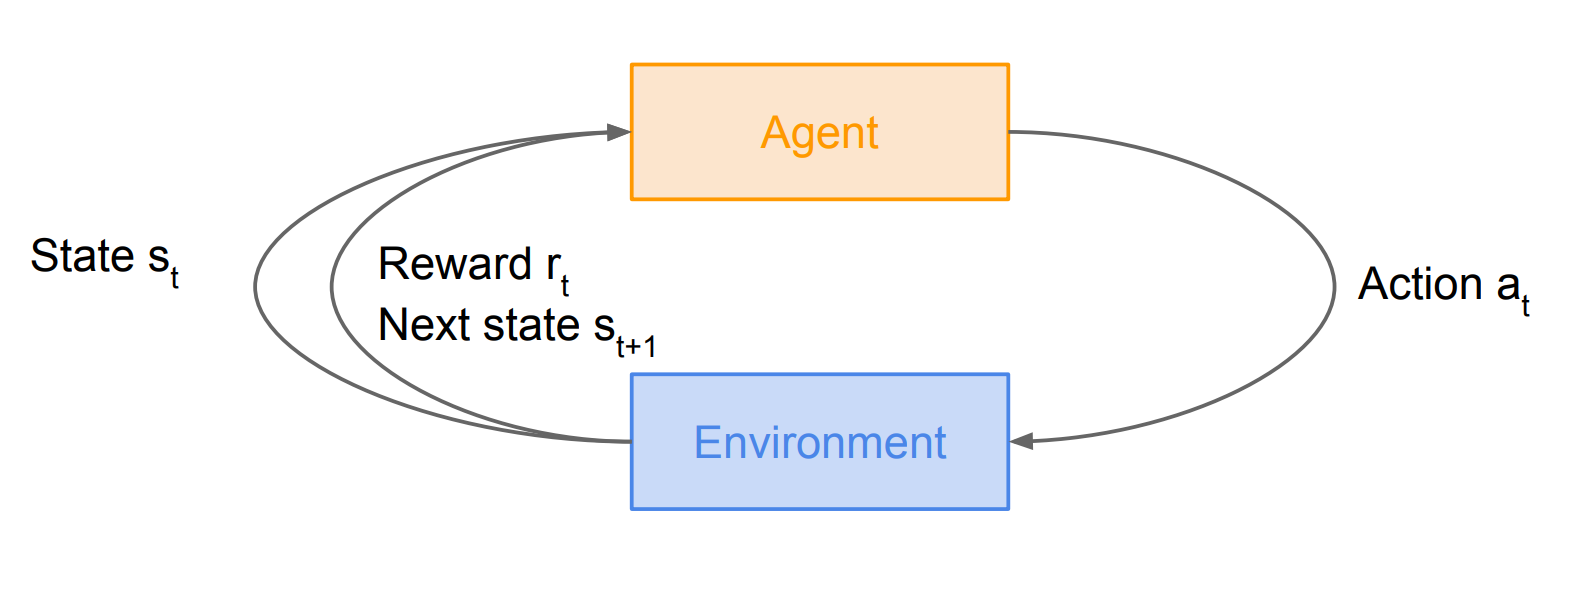 Agent
State sₜ
Reward rₜ
Next state sₜ₊₁
Action aₜ
Environment